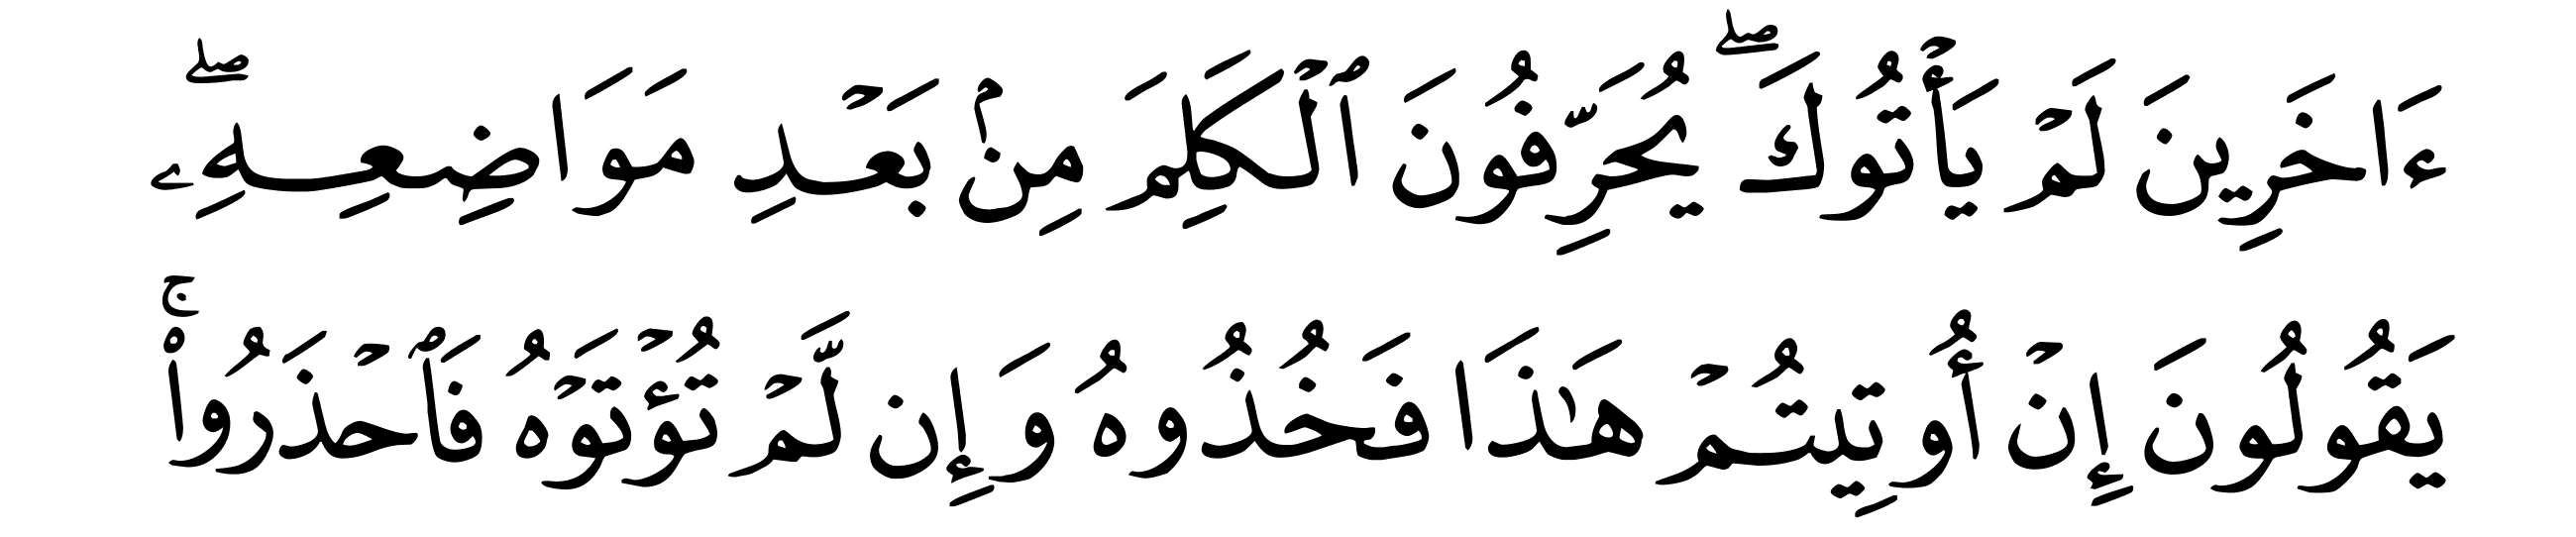 ءَاخَرِينَ لَمۡ يَأۡتُوكَۖ يُحَرِّفُونَ ٱلۡكَلِمَ مِنۢ بَعۡدِ مَوَاضِعِهِۦۖ
يَقُولُونَ إِنۡ أُوتِيتُمۡ هَٰذَا فَخُذُوهُ وَإِن لَّمۡ تُؤۡتَوۡهُ فَٱحۡذَرُواْۚ